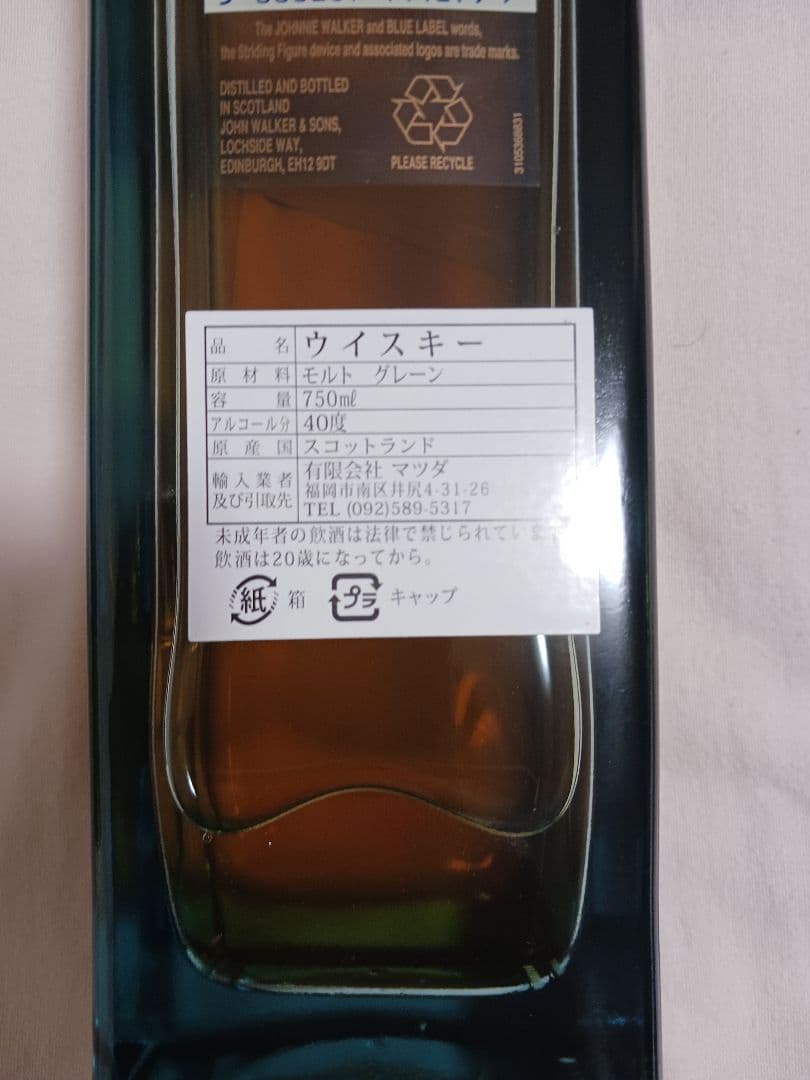 The JOHNNIE WALKER and BLUE LABEL words,
the Striding Figure device and associated logos are trade marks.
DISTILLED AND BOTTLED
IN SCOTLAND
JOHN WALKER & SONS,
LOCHSIDE WAY,
EDINBURGH, EH12 9DT
PLEASE RECYCLE
品名 ウイスキー
原材料 モルト グレーン
容量 750㎖
アルコール分 40度
原産国 スコットランド
輸入業者及び引取先 有限会社 マツダ
福岡市南区井尻4-31-26
TEL (092)589-5317
未成年者の飲酒は法律で禁じられていま
飲酒は20歳になってから。
紙 箱 プラ キャップ